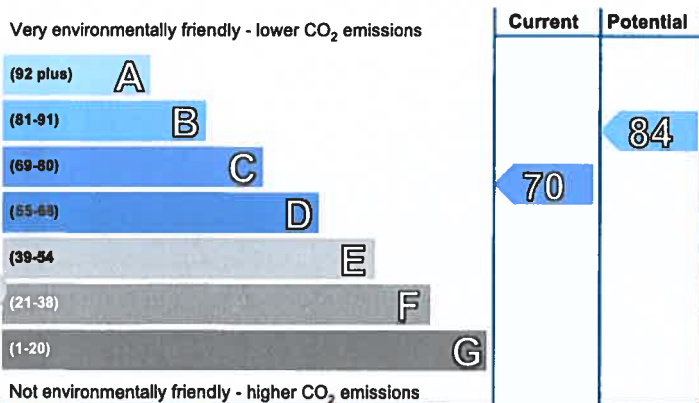 Very environmentally friendly - lower CO2 emissions
Current
Potential
(92 plus) A
(81-91) B
84
(69-80) C
70
(55-68) D
(39-54 E
(21-38) F
(1-20) G
Not environmentally friendly - higher CO2 emissions